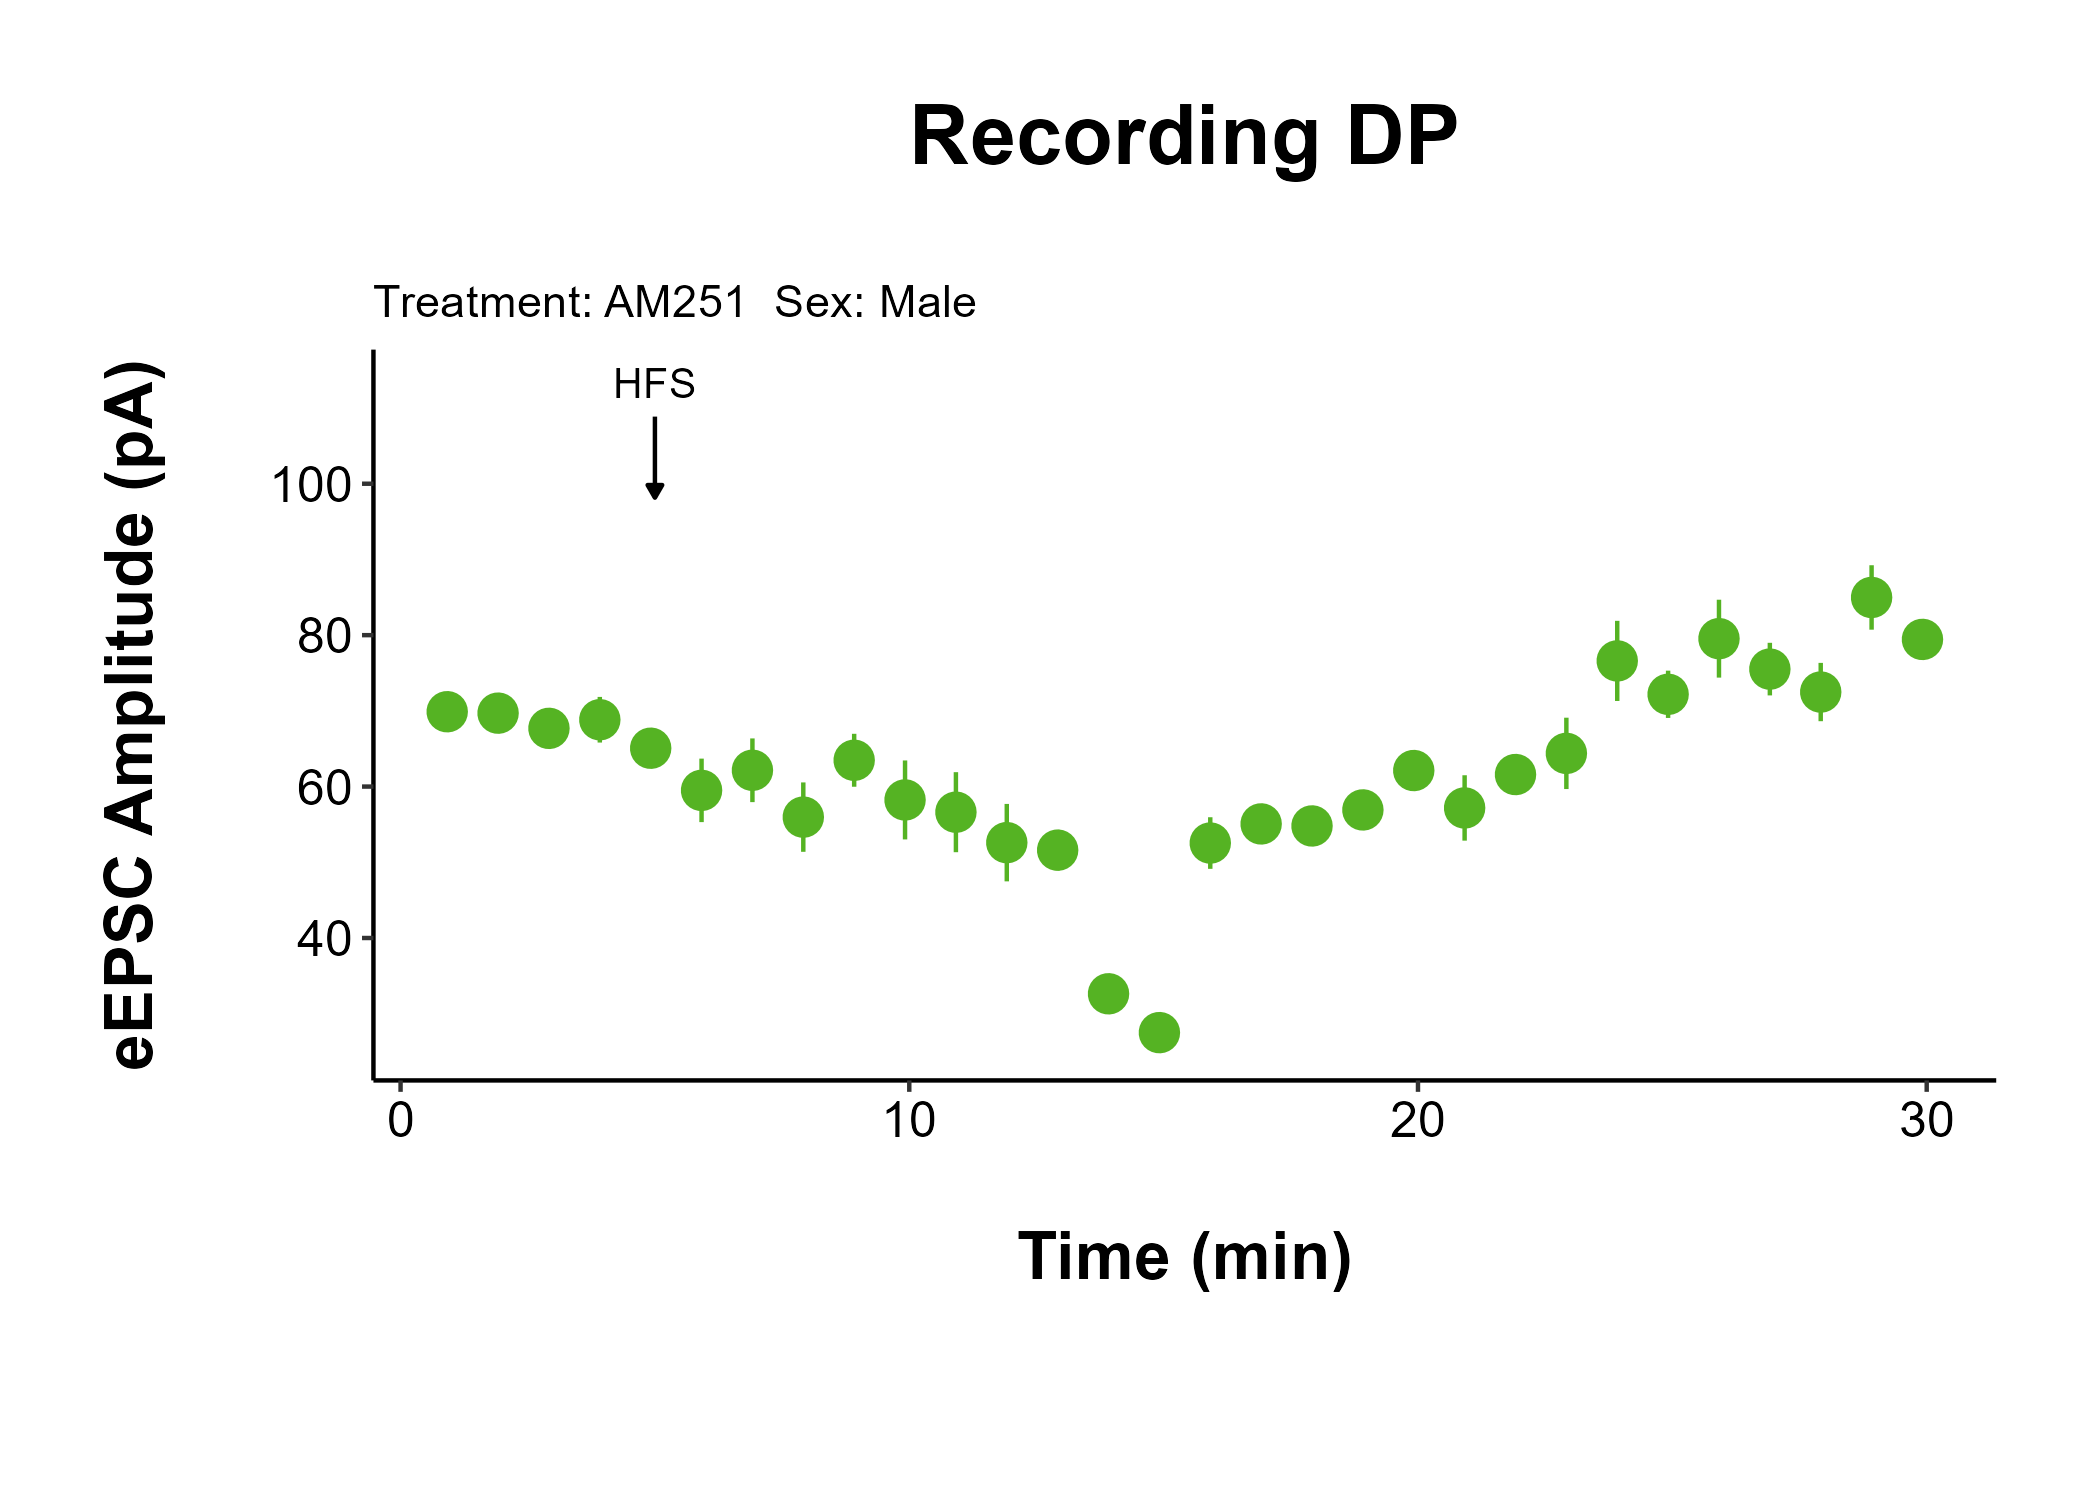 Recording DP
Treatment: AM251  Sex: Male
HFS
eEPSC Amplitude (pA)
100
80
60
40
0 10 20 30
Time (min)